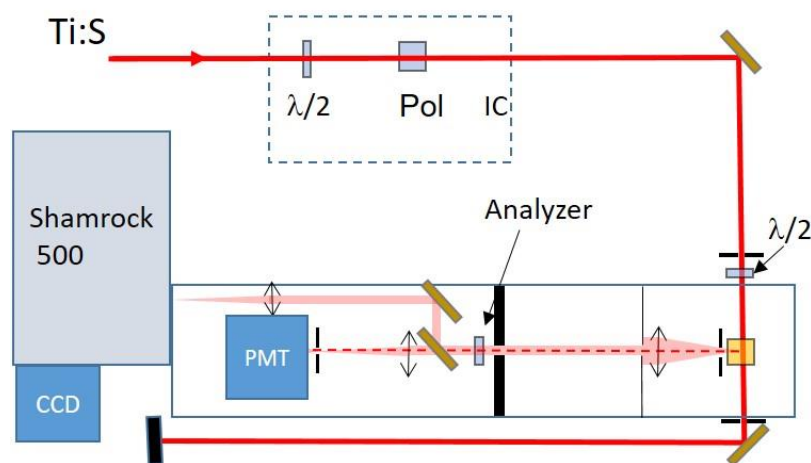 Ti:S
λ/2
Pol
IC
Shamrock
500
Analyzer
λ/2
PMT
CCD